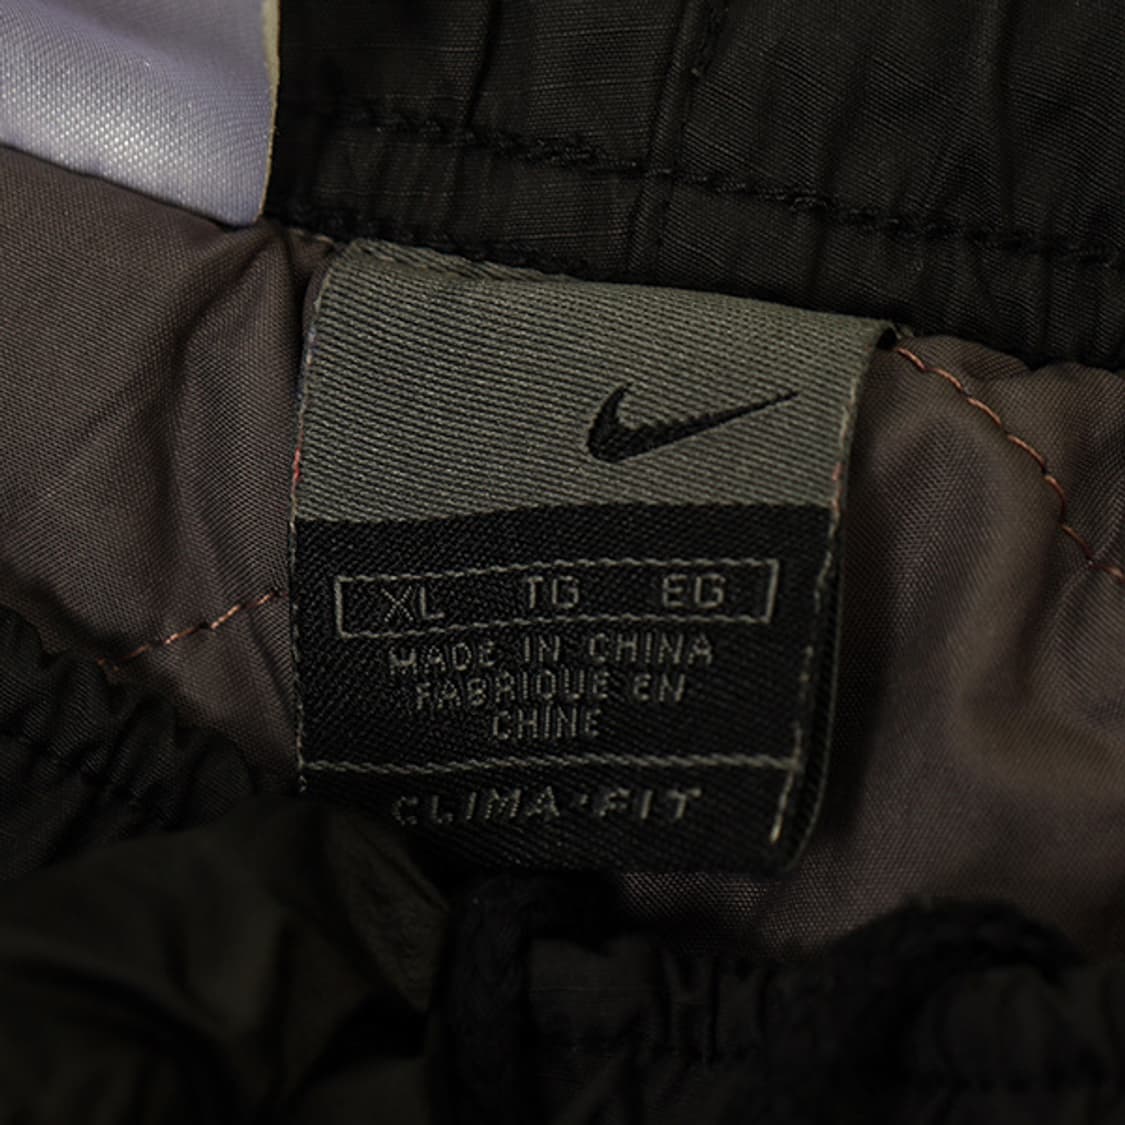 XL TG EG
MADE IN CHINA
FABRIQUE EN
CHINE
CLIMA·FIT